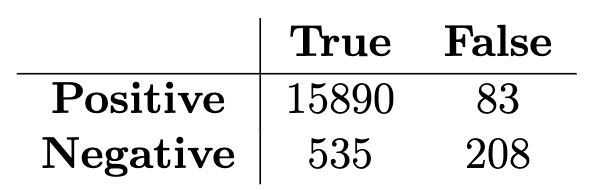 True False
Positive 15890 83
Negative 535 208